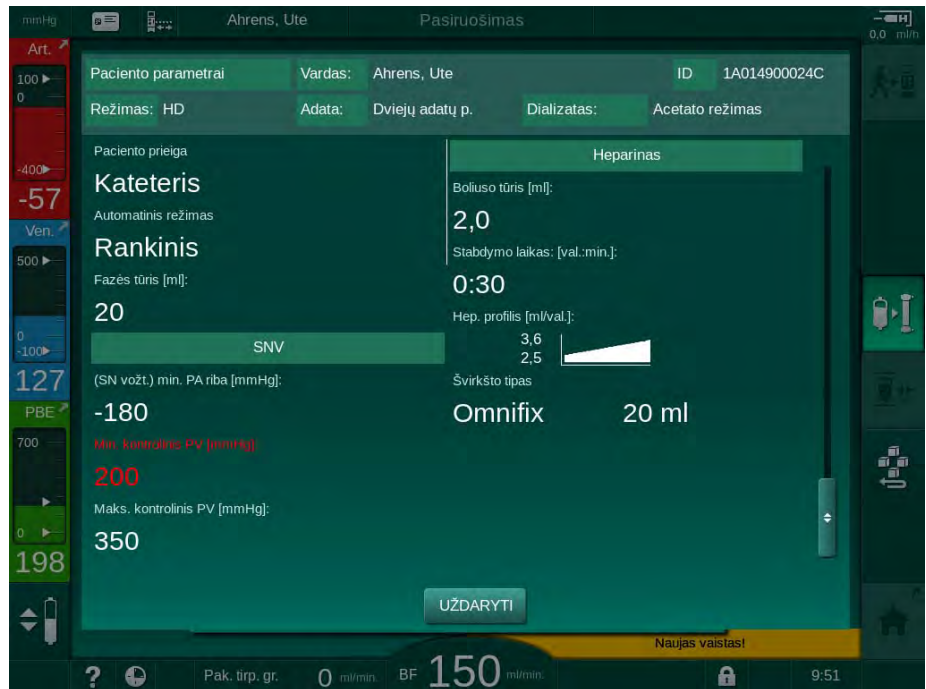 mmHg
Ahrens, Ute
Pasiruošimas
0,0 ml/h
Art.
100
0
-400
-57
Ven.
500
0
-100
127
PBE
700
0
198
Paciento parametrai Vardas: Ahrens, Ute ID 1A014900024C
Režimas: HD Adata: Dviejų adatų p. Dializatas: Acetato režimas
Paciento prieiga
Kateteris
Automatinis režimas
Rankinis
Fazės tūris [ml]:
20
SNV
(SN vožt.) min. PA riba [mmHg]:
-180
Min. kontrolinis PV [mmHg]:
200
Maks. kontrolinis PV [mmHg]:
350
Heparinas
Boliuso tūris [ml]:
2,0
Stabdymo laikas: [val.:min.]:
0:30
Hep. profilis [ml/val.]:
3,6
2,5
Švirkšto tipas
Omnifix 20 ml
UŽDARYTI
Naujas vaistas!
? Pak. tirp. gr. 0 ml/min. BF 150 ml/min. 9:51